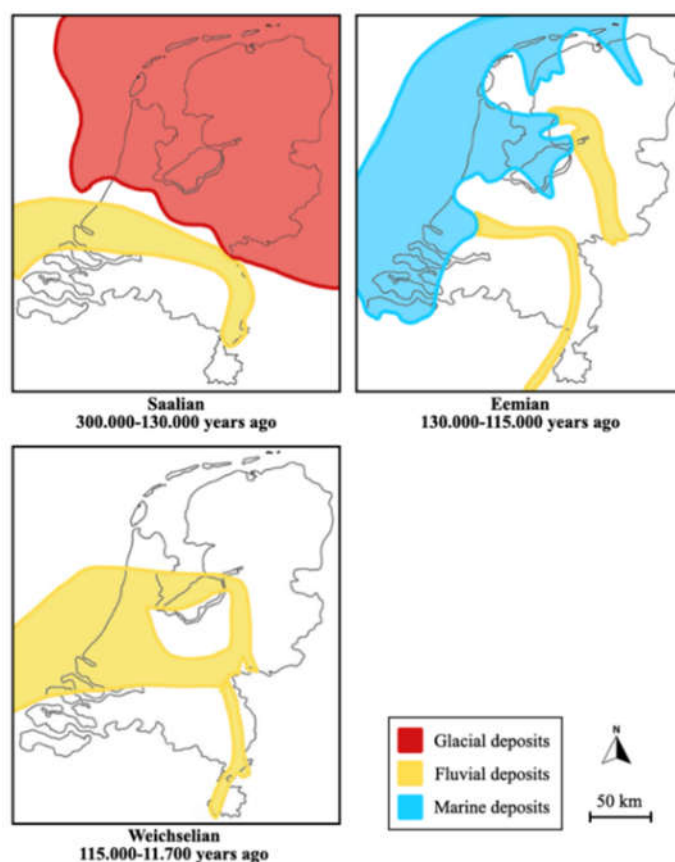 Saalian
300.000-130.000 years ago
Eemian
130.000-115.000 years ago
Weichselian
115.000-11.700 years ago
Glacial deposits
Fluvial deposits
Marine deposits
N
50 km